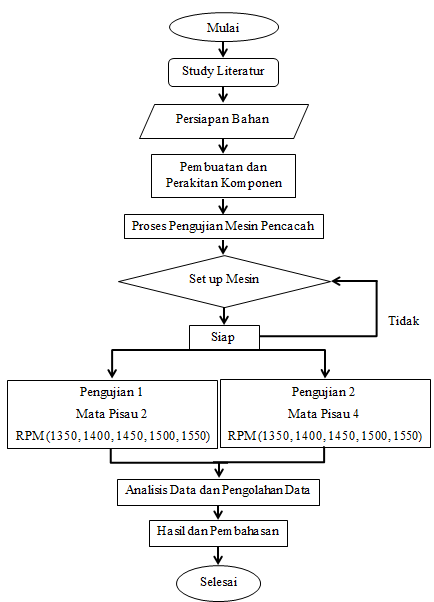 Mulai
Study Literatur
Persiapan Bahan
Pembuatan dan
Perakitan Komponen
Proses Pengujian Mesin Pencacah
Set up Mesin
Tidak
Siap
Pengujian 1
Mata Pisau 2
RPM (1350, 1400, 1450, 1500, 1550)
Pengujian 2
Mata Pisau 4
RPM (1350, 1400, 1450, 1500, 1550)
Analisis Data dan Pengolahan Data
Hasil dan Pembahasan
Selesai